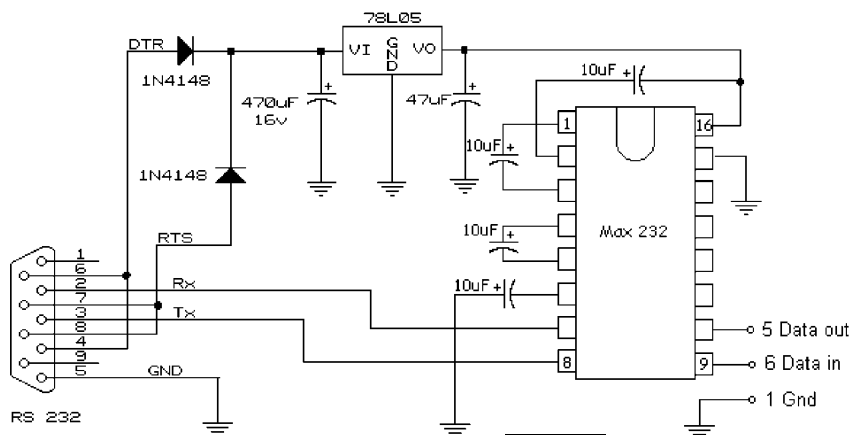 78L05
DTR
VI
GND
VO
1N4148
10uF +
470uF
16v
+
47uF
+
1
16
10uF +
1N4148
RTS
10uF +
Max 232
10uF +
1
6
2
7
3
8
4
9
5
Rx
Tx
GND
8
9
5 Data out
6 Data in
1 Gnd
RS 232